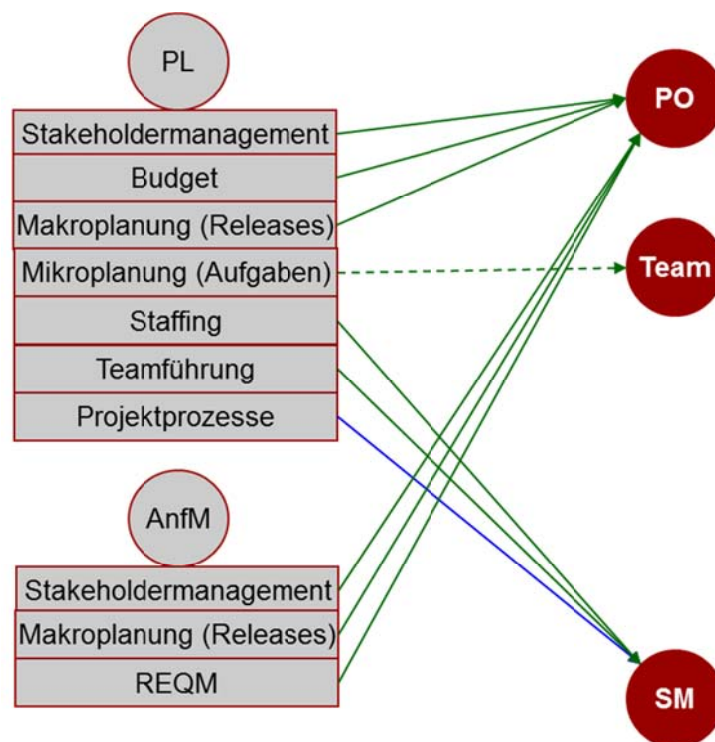 PL
Stakeholdermanagement
Budget
Makroplanung (Releases)
Mikroplanung (Aufgaben)
Staffing
Teamführung
Projektprozesse
AnfM
Stakeholdermanagement
Makroplanung (Releases)
REQM
PO
Team
SM